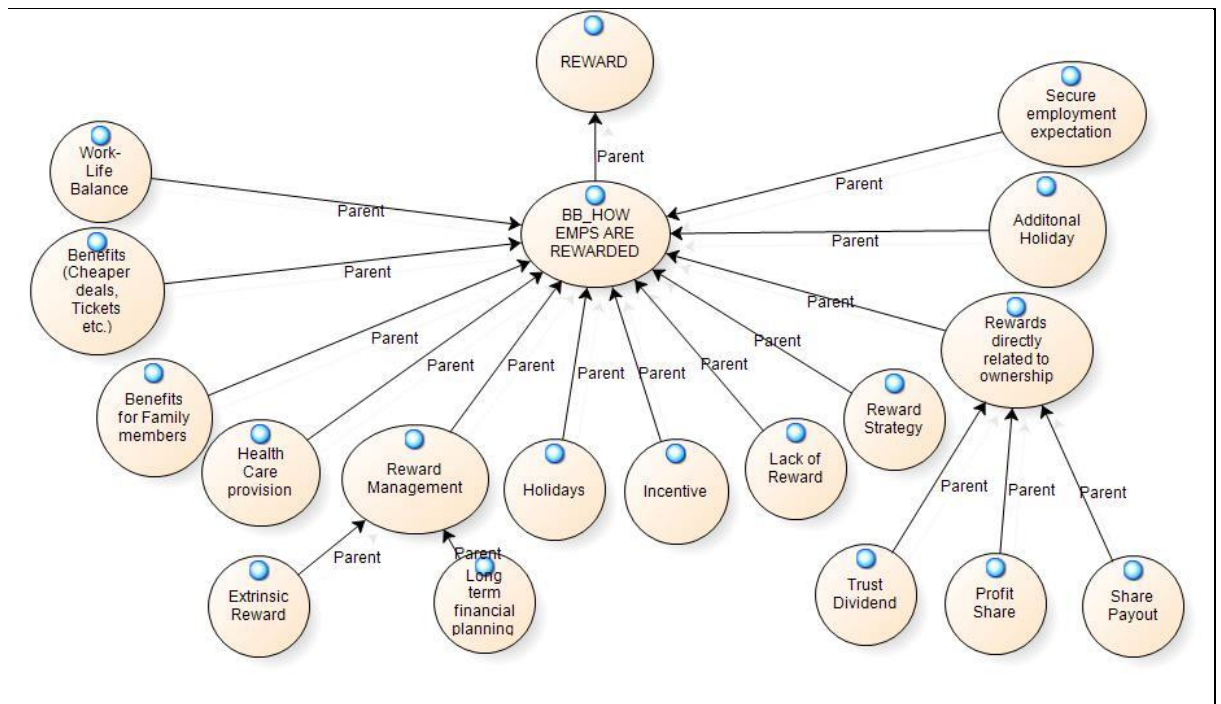 REWARD
Parent
Secure
employment
expectation
Work-
Life
Balance
Parent
Parent
BB_HOW
EMPS ARE
REWARDED
Additonal
Holiday
Parent
Benefits
(Cheaper
deals,
Tickets
etc.)
Parent
Parent
Rewards
directly
related to
ownership
Parent
Parent
Parent
Parent
Parent
Parent
Parent
Benefits
for Family
members
Health
Care
provision
Reward
Management
Holidays
Incentive
Lack of
Reward
Reward
Strategy
Parent
Parent
Parent
Parent
Parent
Extrinsic
Reward
Long
term
financial
planning
Trust
Dividend
Profit
Share
Share
Payout